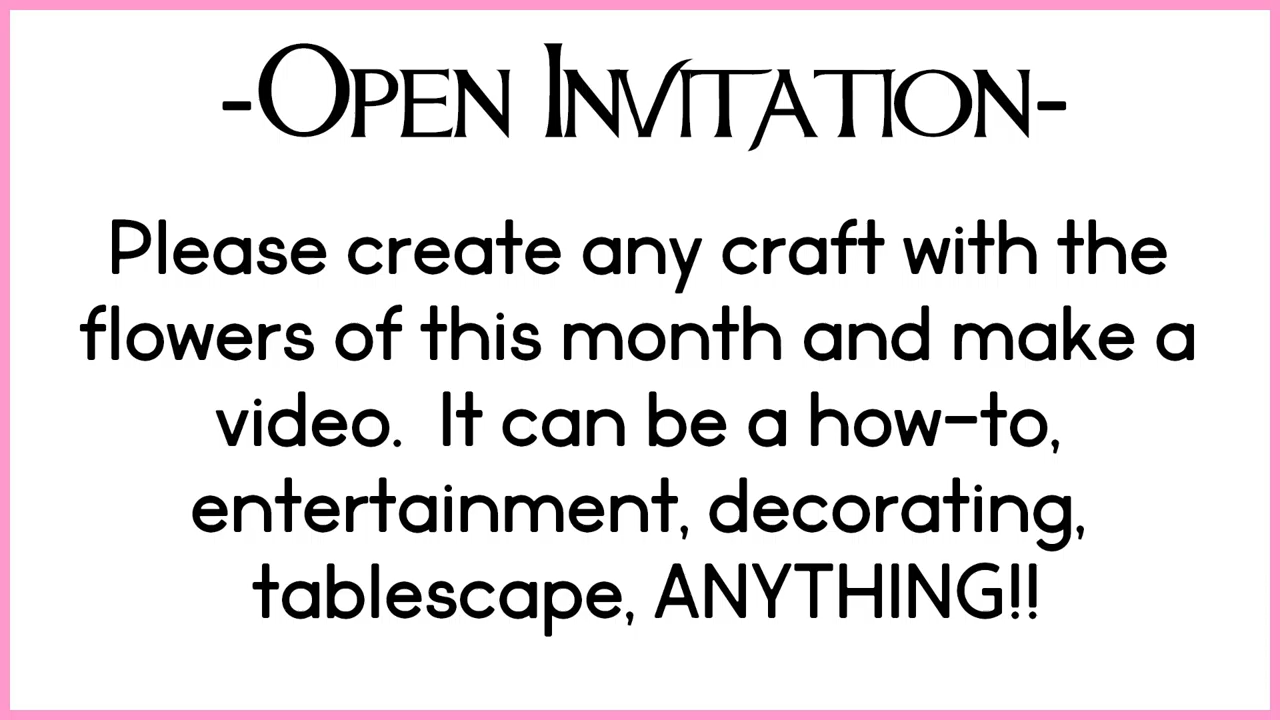 -Open Invitation-
Please create any craft with the
flowers of this month and make a
video.  It can be a how-to,
entertainment, decorating,
tablescape, ANYTHING!!